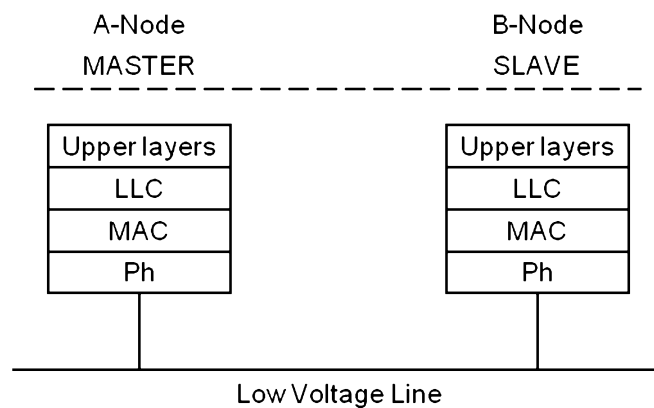 A-Node
MASTER
B-Node
SLAVE
Upper layers
LLC
MAC
Ph
Upper layers
LLC
MAC
Ph
Low Voltage Line